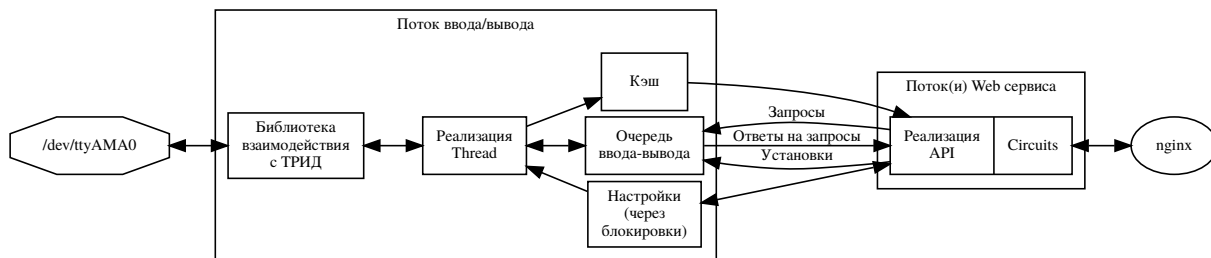 Поток ввода/вывода
/dev/ttyAMA0
Библиотека
взаимодействия
с ТРИД
Реализация
Thread
Кэш
Очередь
ввода-вывода
Настройки
(через
блокировки)
Запросы
Ответы на запросы
Установки
Поток(и) Web сервиса
Реализация
API
Circuits
nginx